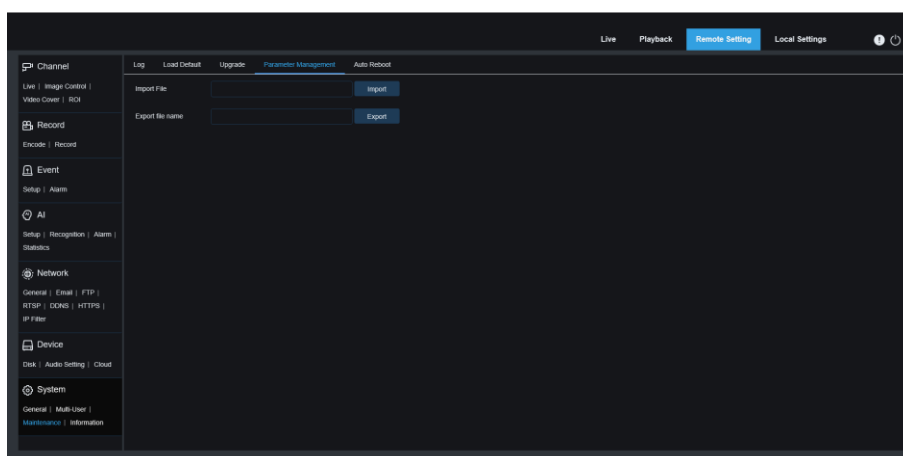 Live Playback Remote Setting Local Settings
Channel
Live | Image Control |
Video Cover | ROI
Record
Encode | Record
Event
Setup | Alarm
AI
Setup | Recognition | Alarm |
Statistics
Network
General | Email | FTP |
RTSP | DDNS | HTTPS |
IP Filter
Device
Disk | Audio Setting | Cloud
System
General | Multi-User |
Maintenance | Information
Log Load Default Upgrade Parameter Management Auto Reboot
Import File Import
Export file name Export